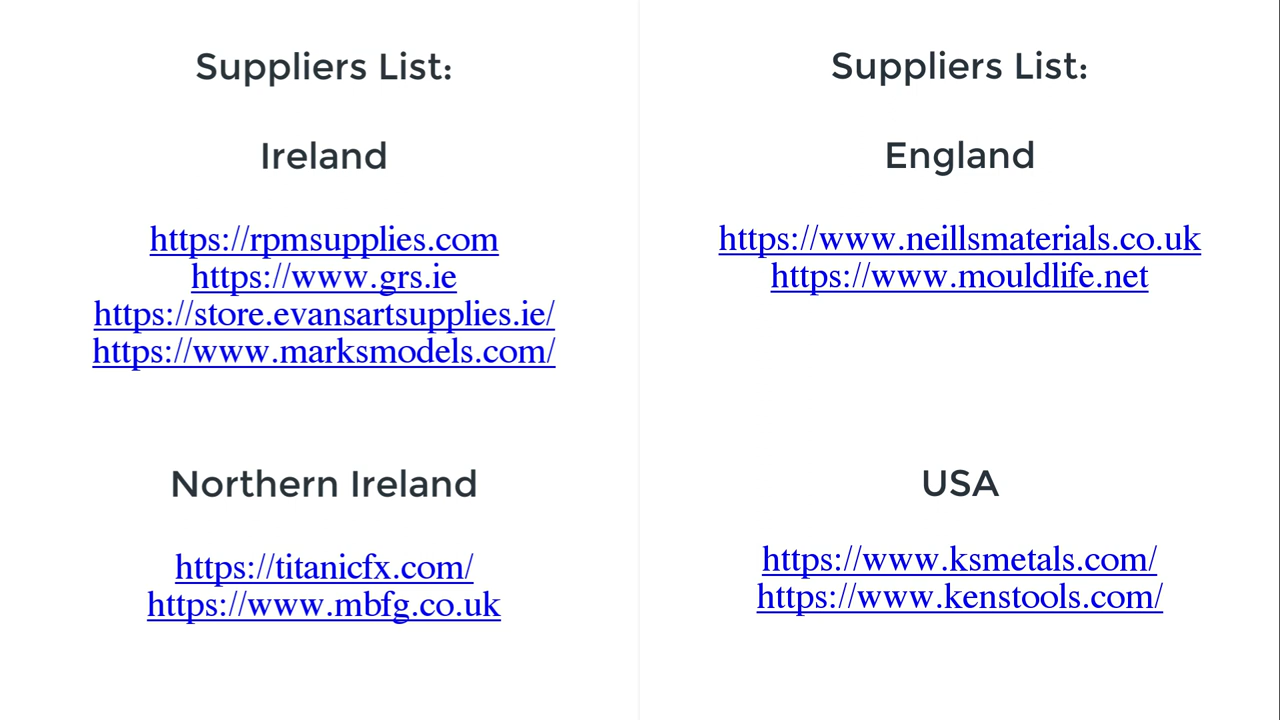 Suppliers List:
Ireland
https://rpmsupplies.com
https://www.grs.ie
https://store.evansartsupplies.ie/
https://www.marksmodels.com/
Northern Ireland
https://titanicfx.com/
https://www.mbfg.co.uk
Suppliers List:
England
https://www.neillsmaterials.co.uk
https://www.mouldlife.net
USA
https://www.ksmetals.com/
https://www.kenstools.com/